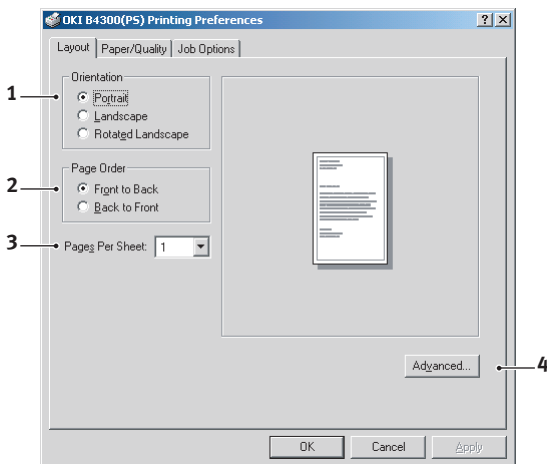 OKI B4300(PS) Printing Preferences
Layout Paper/Quality Job Options
Orientation
1
Portrait
Landscape
Rotated Landscape
Page Order
2
Front to Back
Back to Front
3
Pages Per Sheet: 1
Advanced...
4
OK Cancel Apply